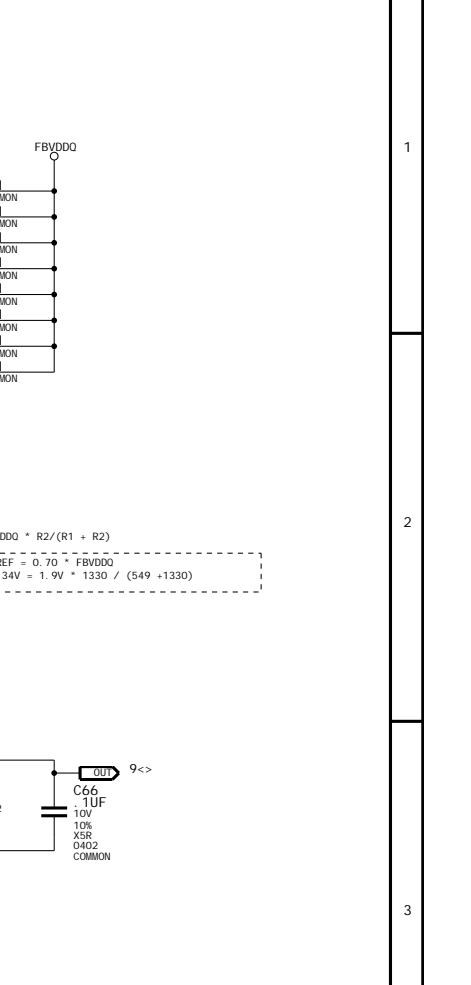 FBVDDQ
1
MON
MON
MON
MON
MON
MON
MON
MON
2
DDQ * R2/(R1 + R2)
REF = 0.70 * FBVDDQ
34V = 1.9V * 1330 / (549 +1330)
OUT
9<>
C66
.1UF
10V
10%
X5R
0402
COMMON
3